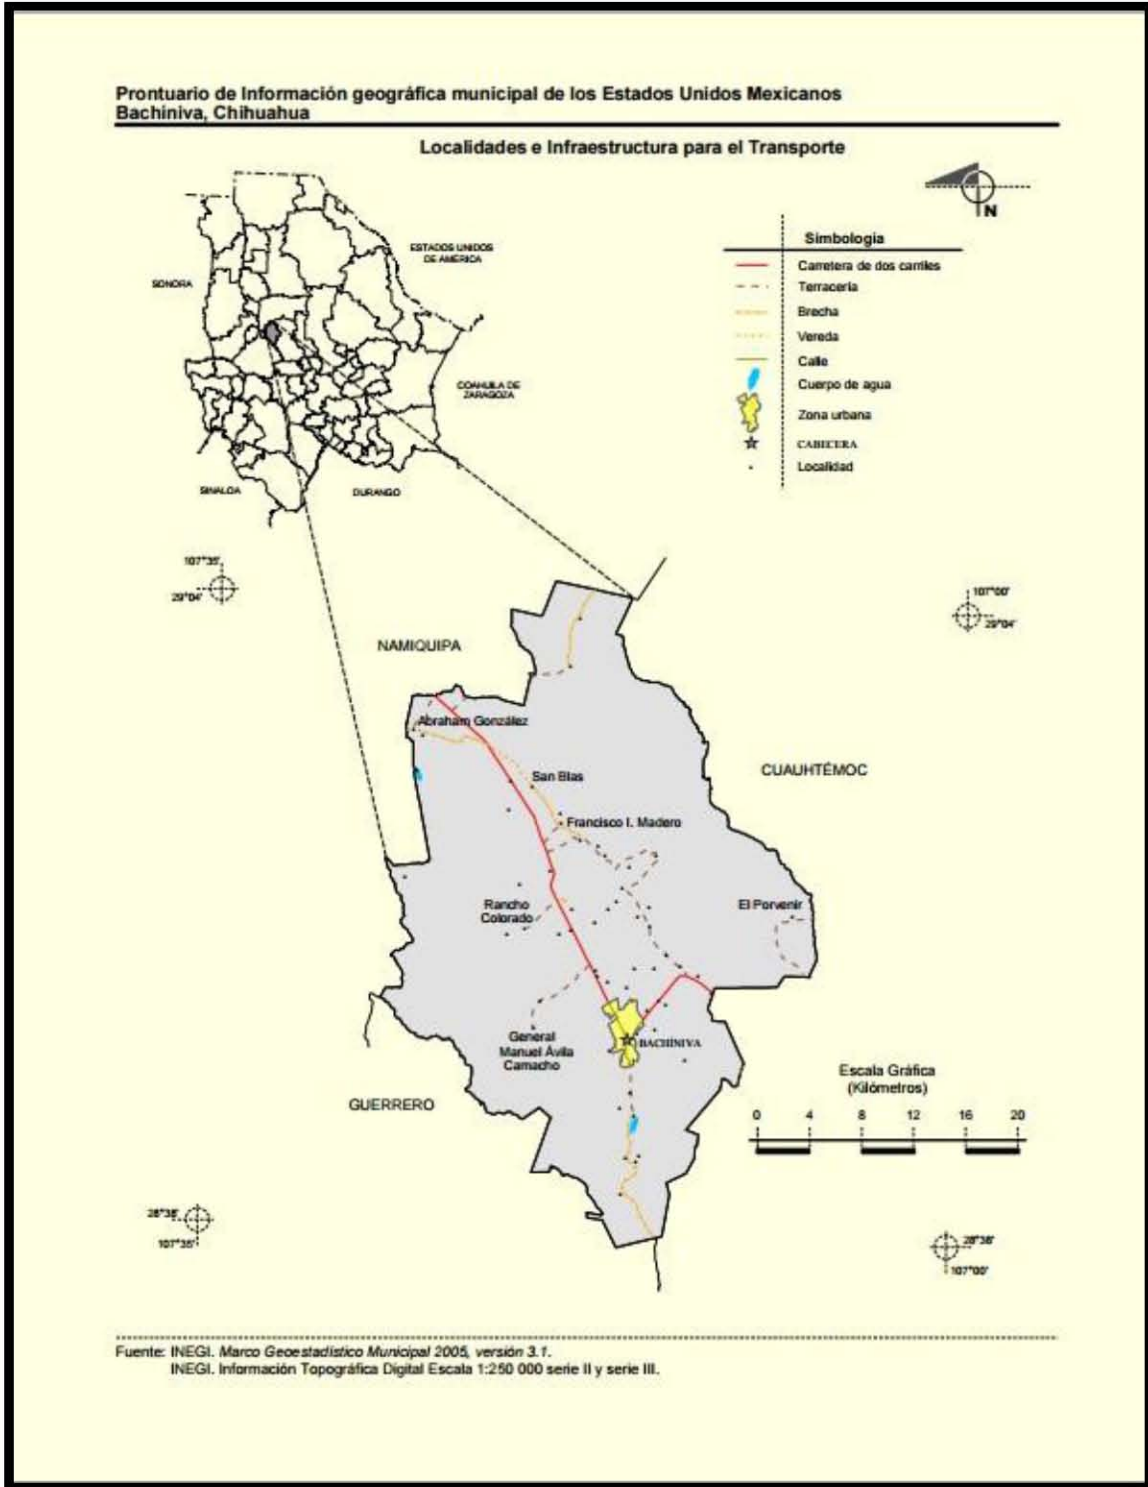 Prontuario de Información geográfica municipal de los Estados Unidos Mexicanos
Bachíniva, Chihuahua
Localidades e Infraestructura para el Transporte
N
ESTADOS UNIDOS
DE AMÉRICA
SONORA
COAHUILA DE
ZARAGOZA
SINALOA
DURANGO
Simbología
Carretera de dos carriles
Terracería
Brecha
Vereda
Calle
Cuerpo de agua
Zona urbana
CABECERA
Localidad
107°35'
29°04'
107°00'
29°04'
NAMIQUIPA
Abraham González
San Blas
CUAUHTÉMOC
Francisco I. Madero
Rancho
Colorado
El Porvenir
General
Manuel Ávila
Camacho
BACHÍNIVA
GUERRERO
Escala Gráfica
(Kilómetros)
0 4 8 12 16 20
28°38'
107°35'
28°38'
107°00'
Fuente: INEGI. Marco Geoestadístico Municipal 2005, versión 3.1.
INEGI. Información Topográfica Digital Escala 1:250 000 serie II y serie III.